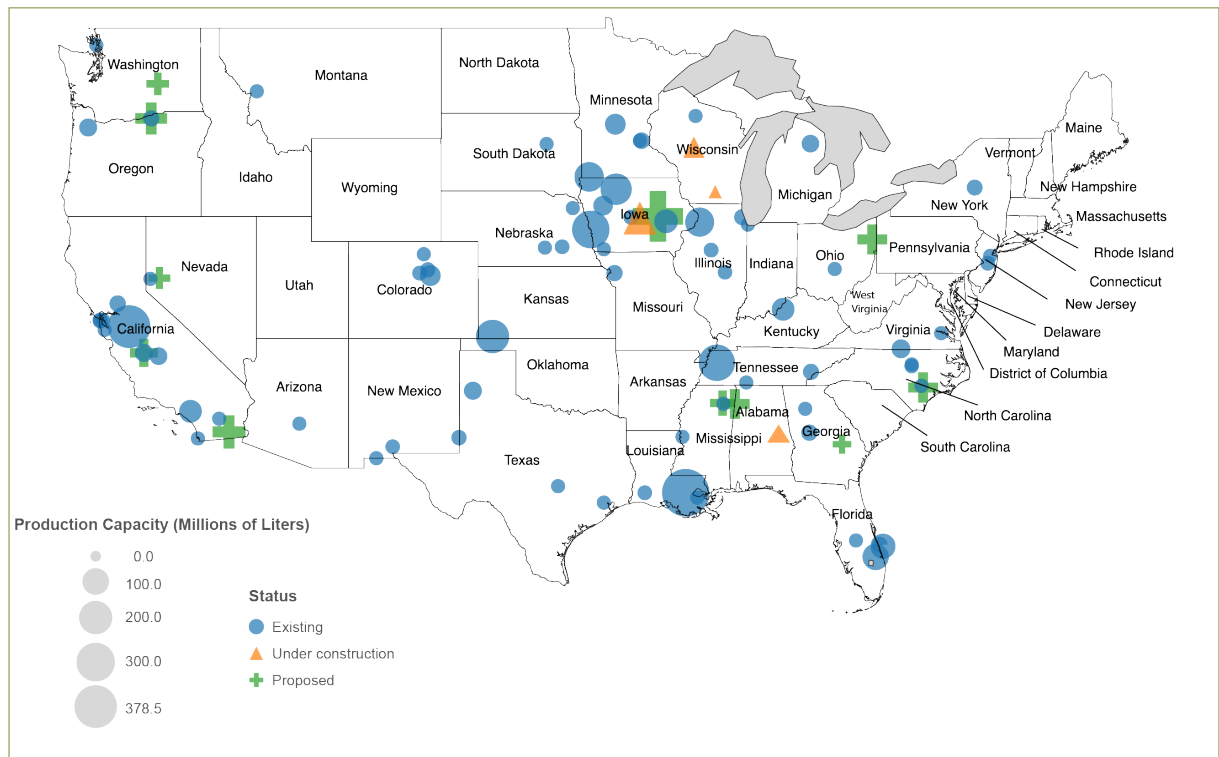 Washington
Montana
North Dakota
Minnesota
Maine
Oregon
Idaho
Wyoming
South Dakota
Wisconsin
Michigan
Vermont
New Hampshire
New York
Massachusetts
Nebraska
Iowa
Nevada
Utah
Colorado
Kansas
Missouri
Illinois
Indiana
Ohio
Pennsylvania
Rhode Island
Connecticut
New Jersey
West
Virginia
California
Kentucky
Virginia
Delaware
Maryland
District of Columbia
Arizona
New Mexico
Oklahoma
Arkansas
Tennessee
North Carolina
South Carolina
Texas
Louisiana
Mississippi
Alabama
Georgia
Florida
Production Capacity (Millions of Liters)
0.0
100.0
200.0
300.0
378.5
Status
Existing
Under construction
Proposed